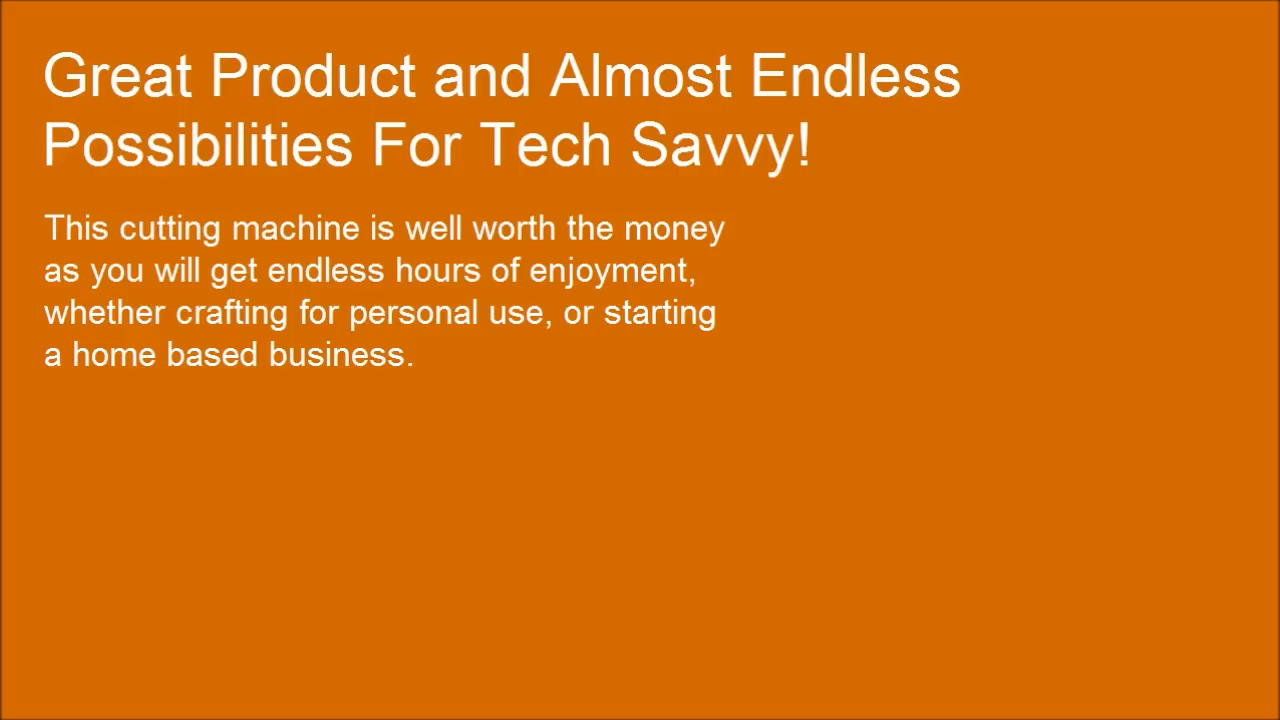 Great Product and Almost Endless
Possibilities For Tech Savvy!
This cutting machine is well worth the money
as you will get endless hours of enjoyment,
whether crafting for personal use, or starting
a home based business.